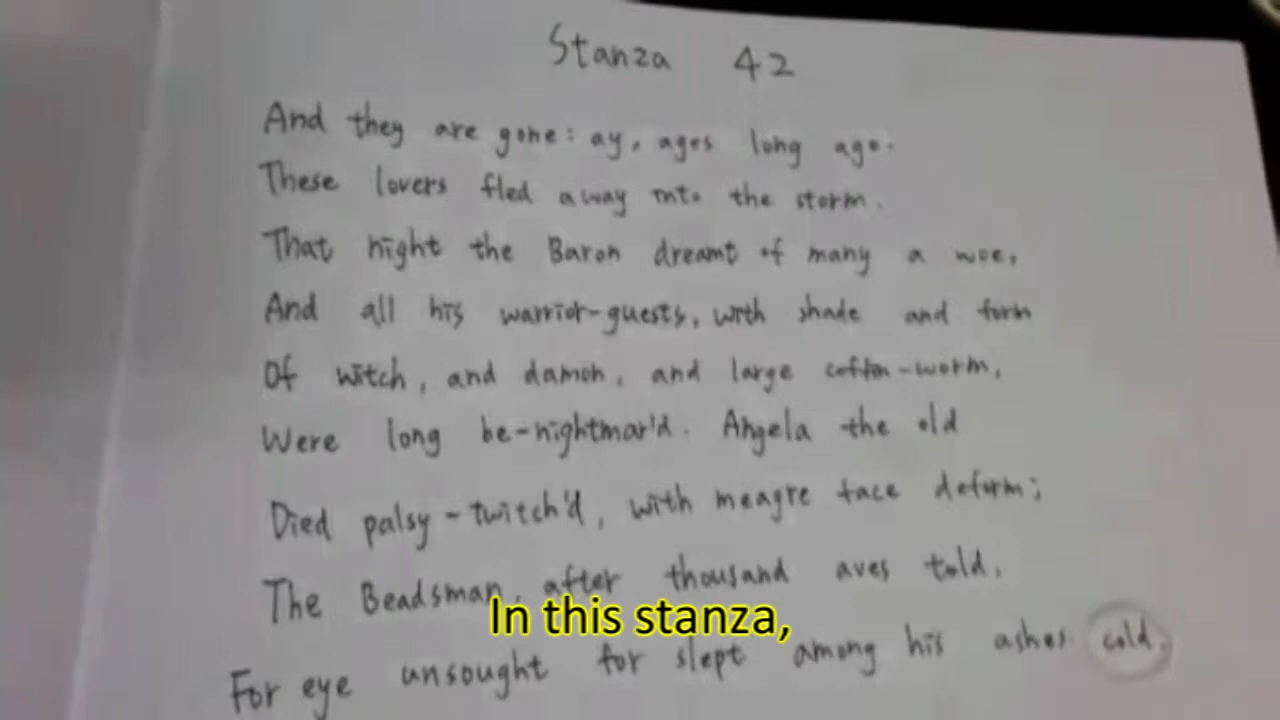 Stanza 42
And they are gone: ay, ages long ago.
These lovers fled away into the storm.
That night the Baron dreamt of many a woe,
And all his warrior-guests, with shade and form
Of witch, and damon, and large coffin-worm,
Were long be-nightmar'd. Angela the old
Died palsy-twitch'd, with meagre face deform;
The Beadsman, after thousand aves told,
For eye unsought for slept among his ashes cold.
In this stanza,